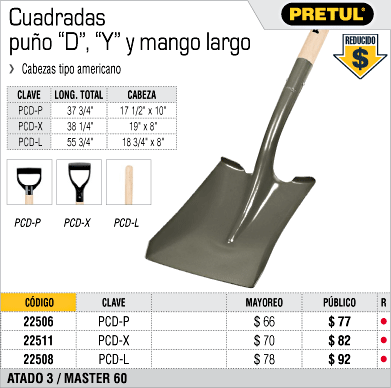 Cuadradas
puño “D”, “Y” y mango largo
PRETUL®
REDUCIDO
$
› Cabezas tipo americano
CLAVE LONG. TOTAL CABEZA
PCD-P 37 3/4" 17 1/2" x 10"
PCD-X 38 1/4" 19" x 8"
PCD-L 55 3/4" 18 3/4" x 8"
PCD-P PCD-X PCD-L
CÓDIGO CLAVE MAYOREO PÚBLICO R
22506 PCD-P $ 66 $ 77
22511 PCD-X $ 70 $ 82
22508 PCD-L $ 78 $ 92
ATADO 3 / MASTER 60